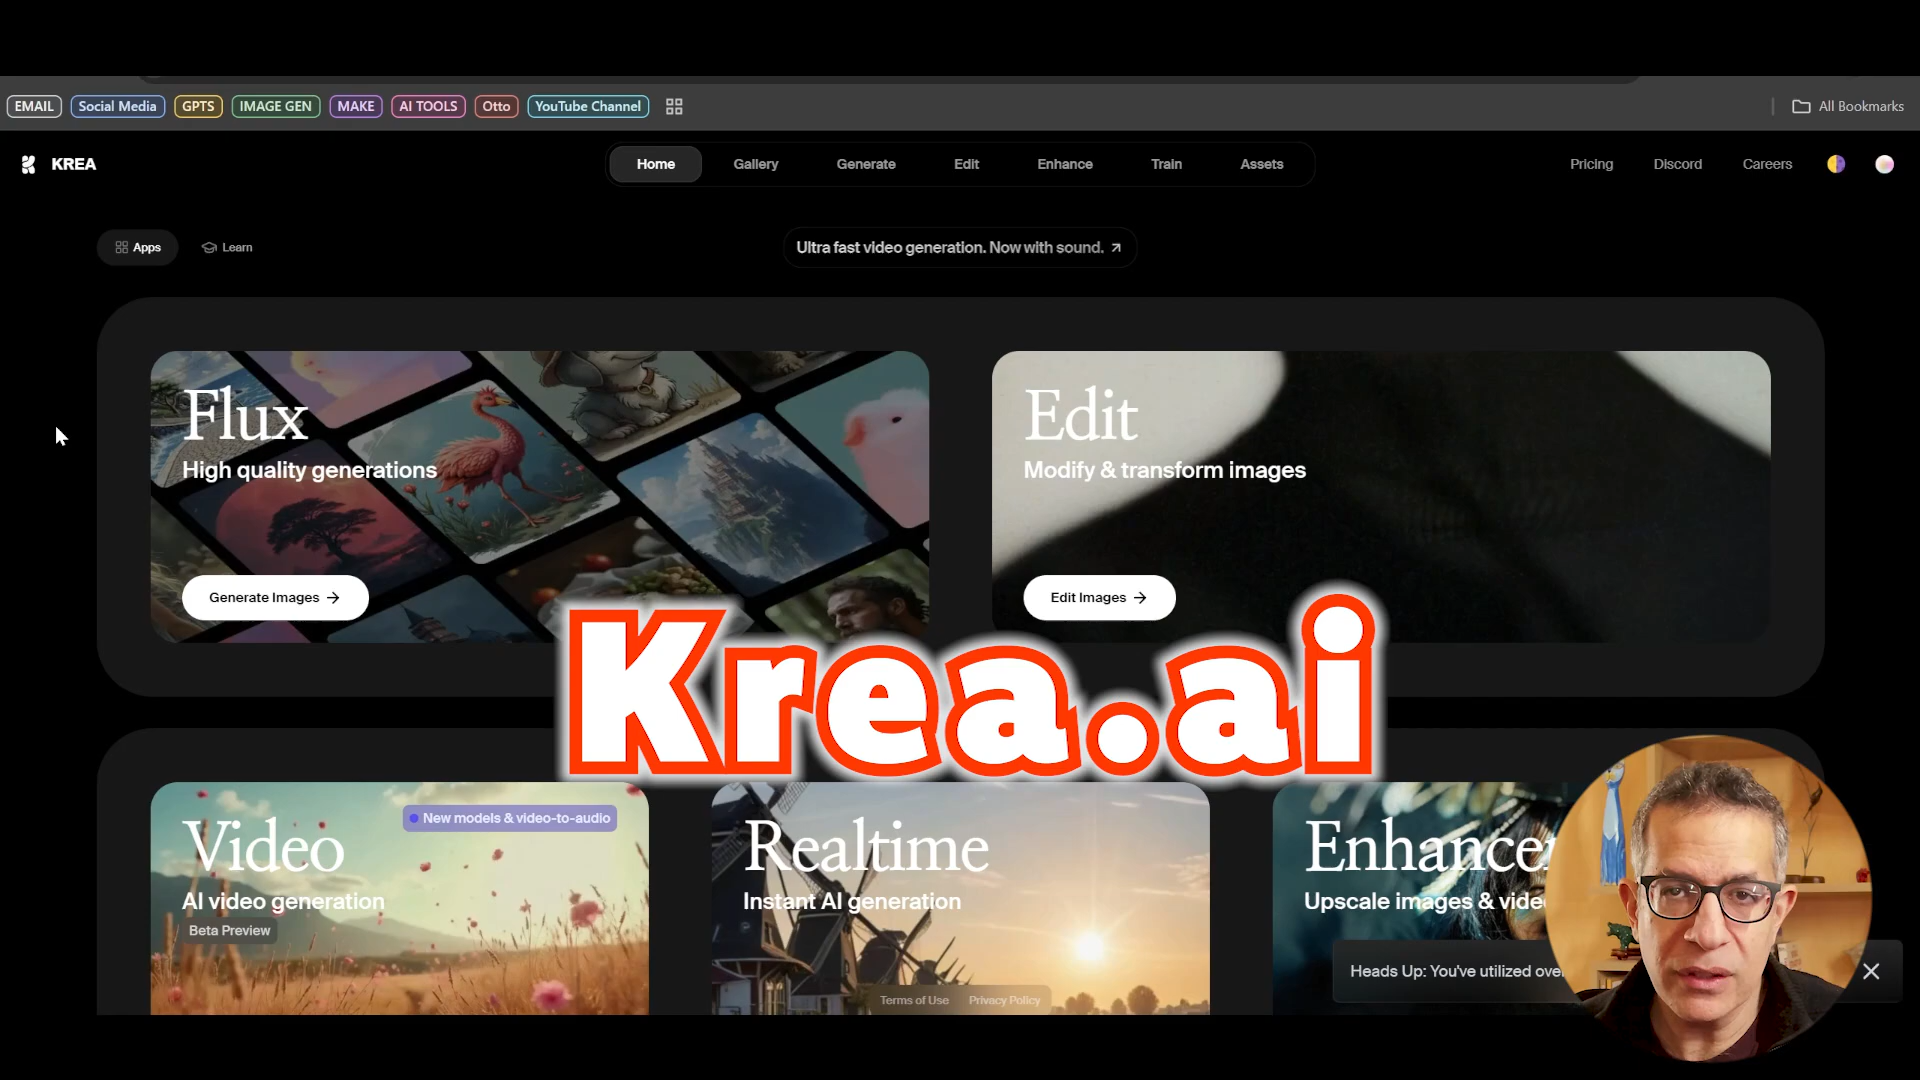 EMAIL Social Media GPTS IMAGE GEN MAKE AI TOOLS Otto YouTube Channel All Bookmarks
KREA Home Gallery Generate Edit Enhance Train Assets Pricing Discord Careers
Apps Learn Ultra fast video generation. Now with sound.
Flux
High quality generations
Generate Images
Edit
Modify & transform images
Edit Images
Krea.ai
Video
New models & video-to-audio
AI video generation
Beta Preview
Realtime
Instant AI generation
Upscale images &
Heads Up: You've utilized
Terms of Use Privacy Policy